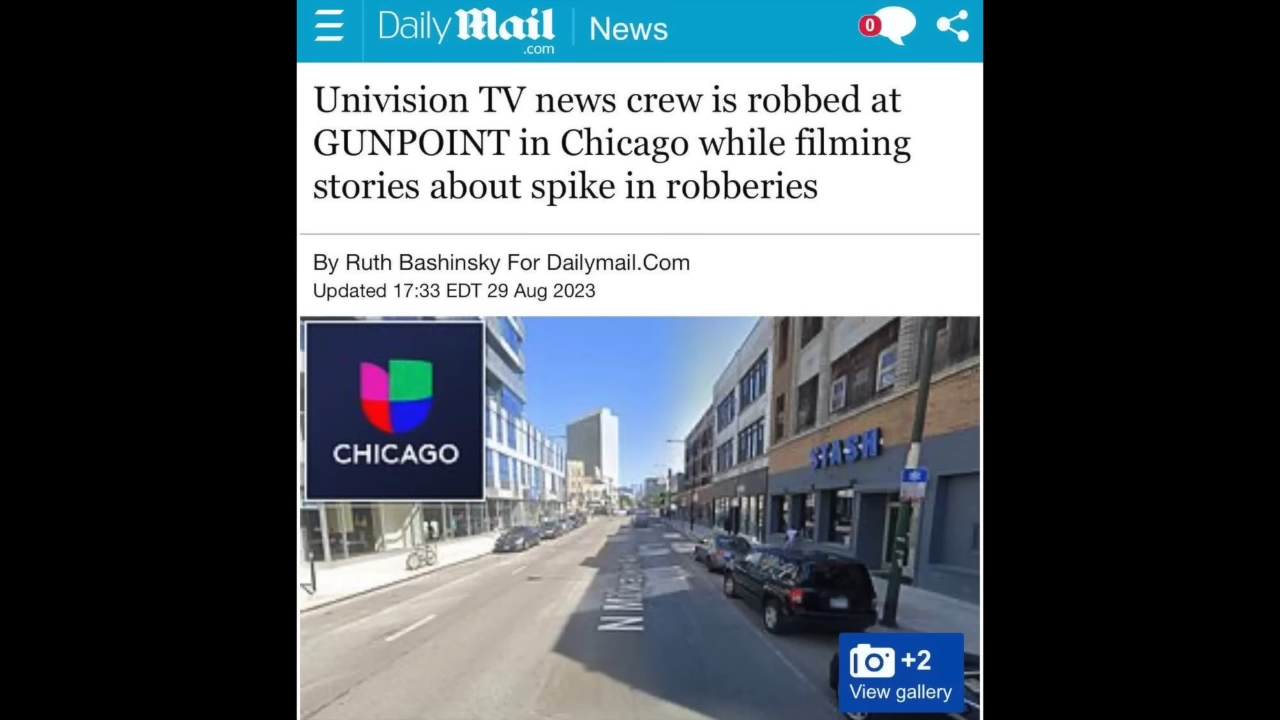 Daily Mail
.com
News
0
Univision TV news crew is robbed at
GUNPOINT in Chicago while filming
stories about spike in robberies
By Ruth Bashinsky For Dailymail.Com
Updated 17:33 EDT 29 Aug 2023
CHICAGO
STASH
+2
View gallery